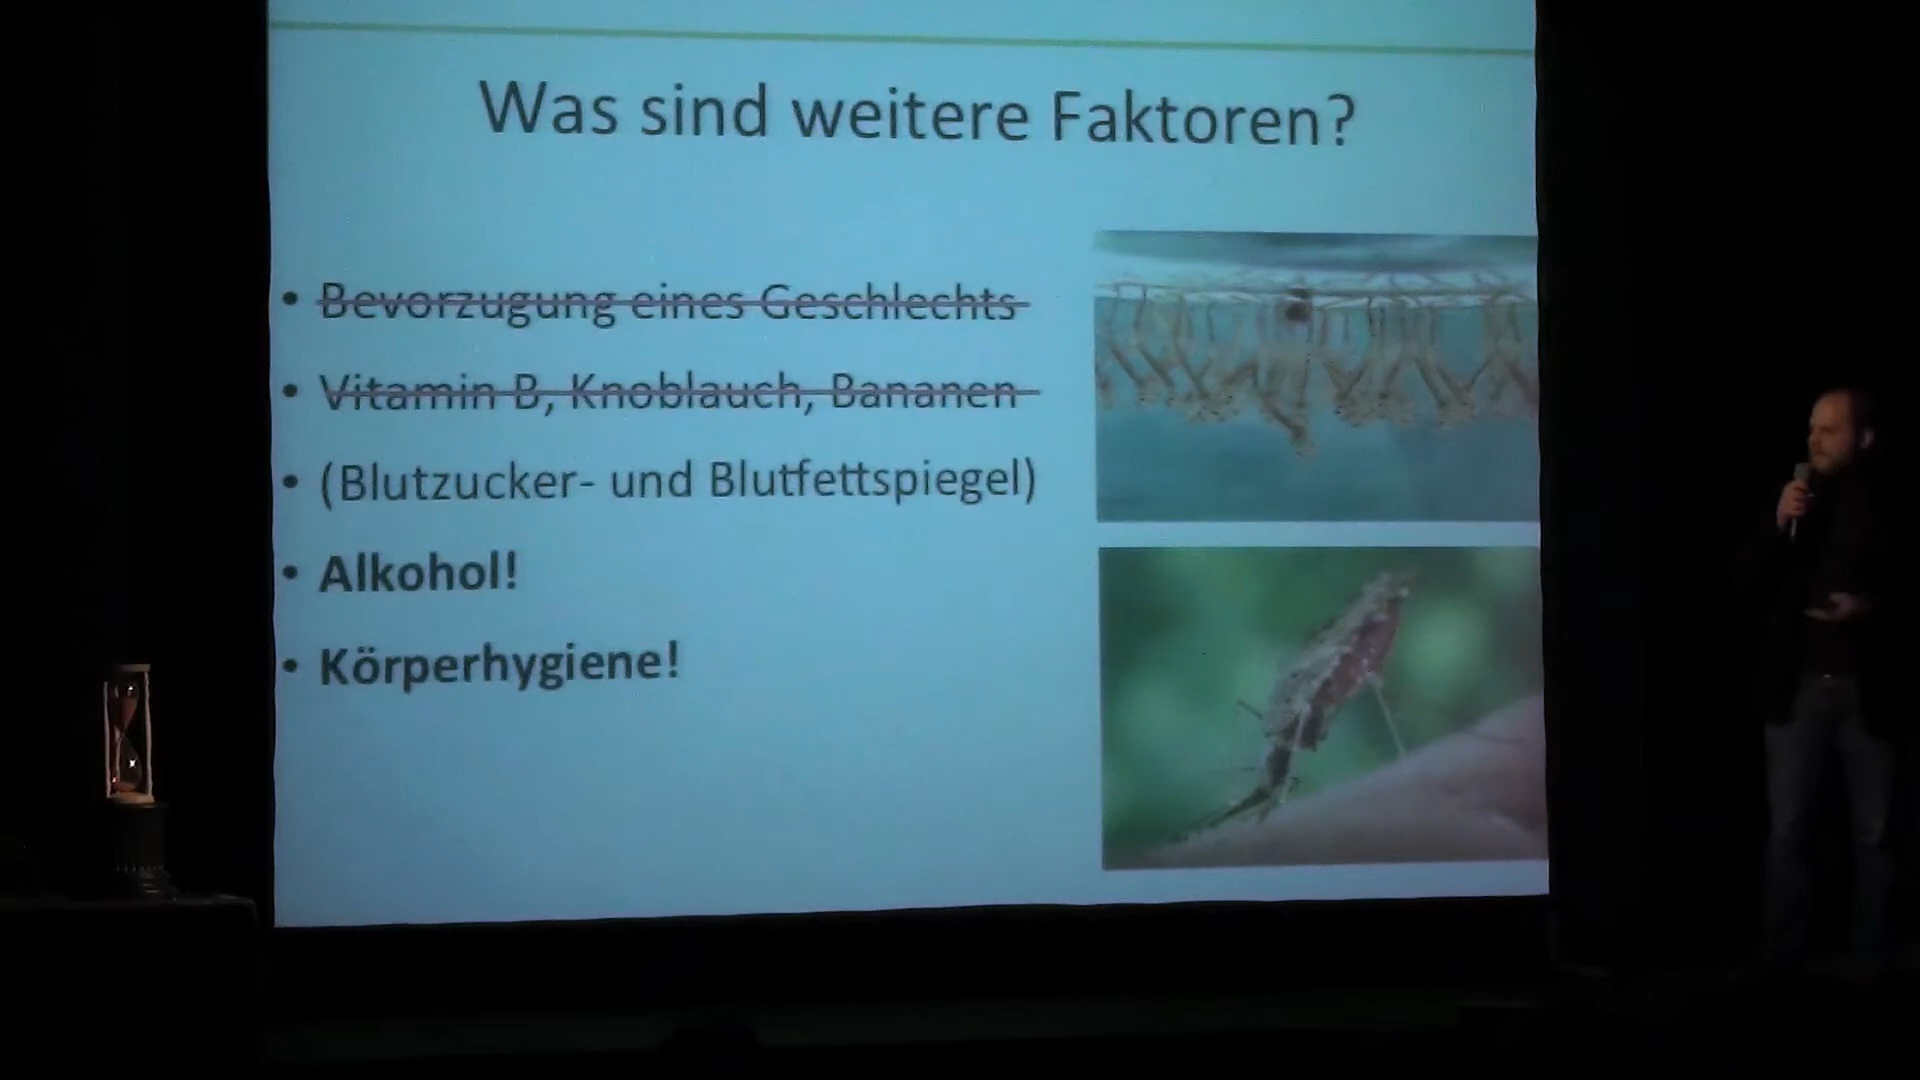 Was sind weitere Faktoren?
• Bevorzugung eines Geschlechts
• Vitamin B, Knoblauch, Bananen
• (Blutzucker- und Blutfettspiegel)
• Alkohol!
• Körperhygiene!